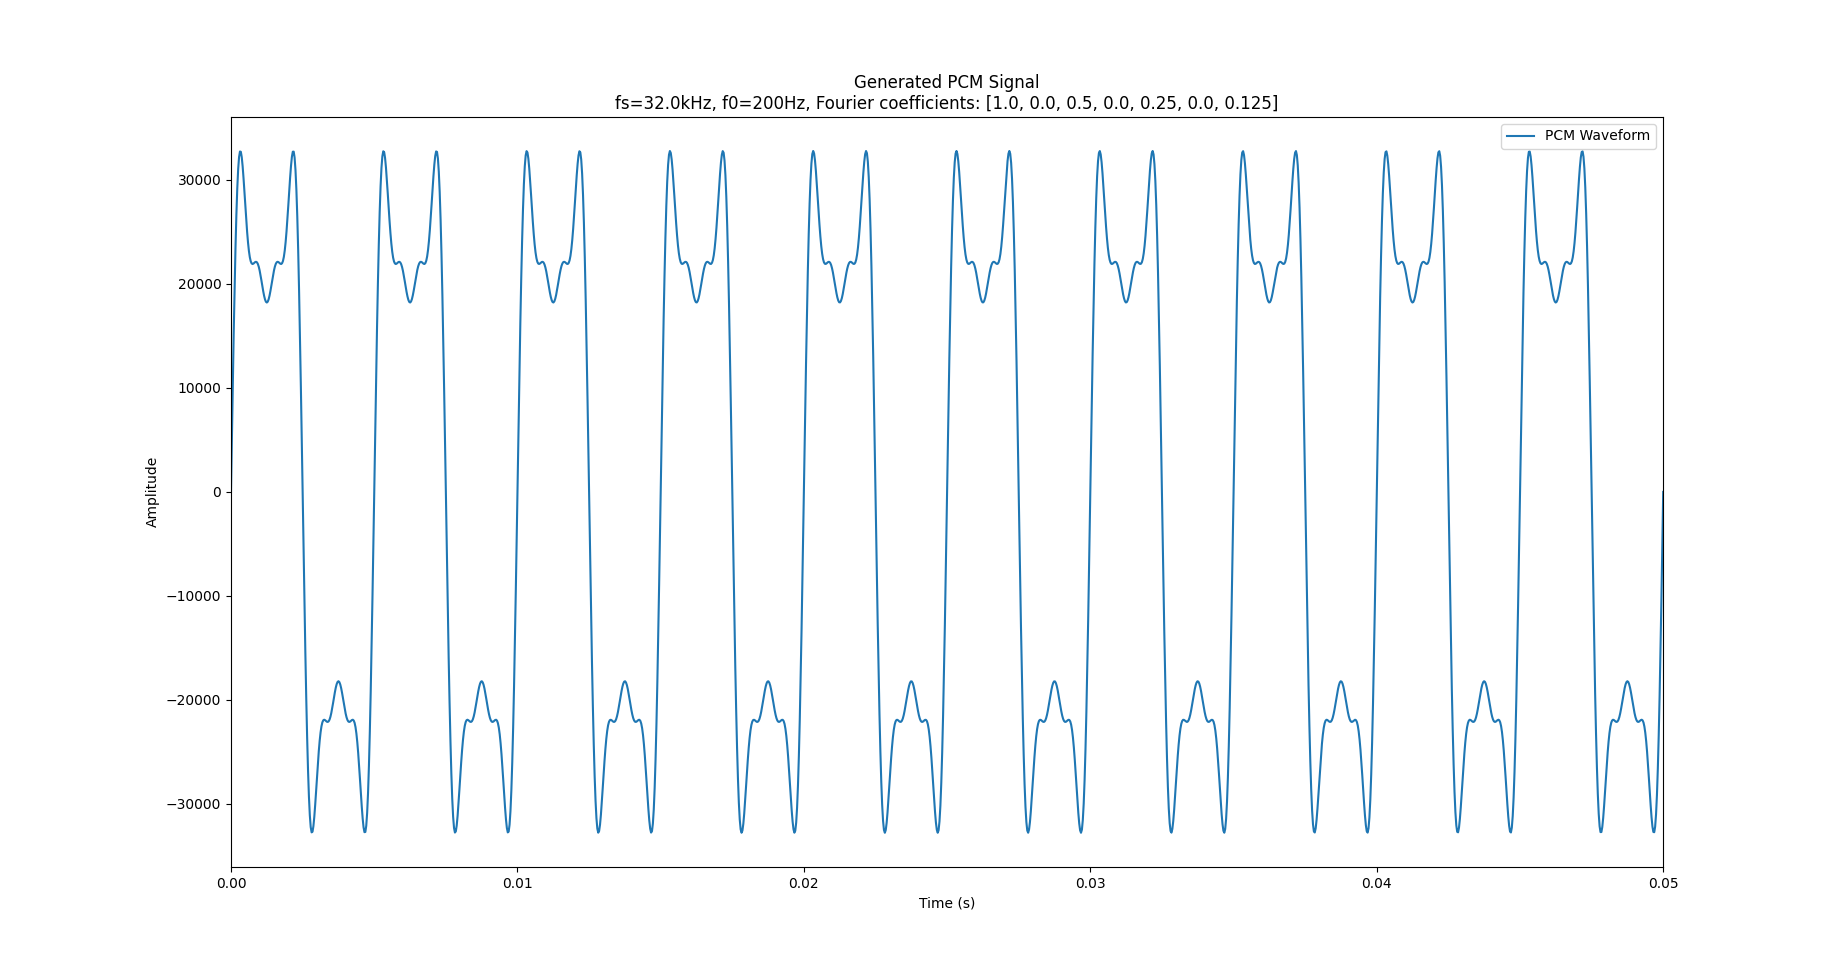 Generated PCM Signal
fs=32.0kHz, f0=200Hz, Fourier coefficients: [1.0, 0.0, 0.5, 0.0, 0.25, 0.0, 0.125]
PCM Waveform
30000
20000
10000
0
−10000
−20000
−30000
Amplitude
0.00
0.01
0.02
0.03
0.04
0.05
Time (s)